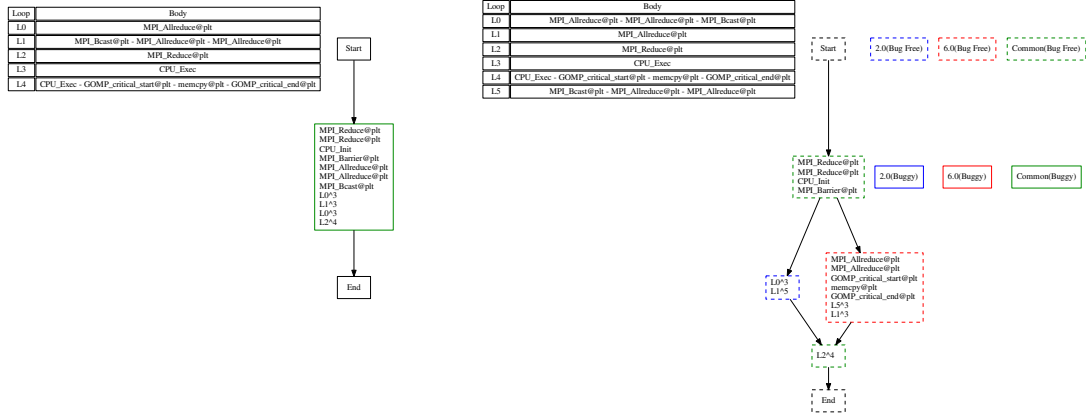 Loop Body
L0 MPI_Allreduce@plt
L1 MPI_Bcast@plt - MPI_Allreduce@plt - MPI_Allreduce@plt
L2 MPI_Reduce@plt
L3 CPU_Exec
L4 CPU_Exec - GOMP_critical_start@plt - memcpy@plt - GOMP_critical_end@plt
Start
MPI_Reduce@plt
MPI_Reduce@plt
CPU_Init
MPI_Barrier@plt
MPI_Allreduce@plt
MPI_Allreduce@plt
MPI_Bcast@plt
L0^3
L1^3
L0^3
L2^4
End
Loop Body
L0 MPI_Allreduce@plt - MPI_Allreduce@plt - MPI_Bcast@plt
L1 MPI_Allreduce@plt
L2 MPI_Reduce@plt
L3 CPU_Exec
L4 CPU_Exec - GOMP_critical_start@plt - memcpy@plt - GOMP_critical_end@plt
L5 MPI_Bcast@plt - MPI_Allreduce@plt - MPI_Allreduce@plt
Start
2.0(Bug Free)
6.0(Bug Free)
Common(Bug Free)
MPI_Reduce@plt
MPI_Reduce@plt
CPU_Init
MPI_Barrier@plt
2.0(Buggy)
6.0(Buggy)
Common(Buggy)
L0^3
L1^5
MPI_Allreduce@plt
MPI_Allreduce@plt
GOMP_critical_start@plt
memcpy@plt
GOMP_critical_end@plt
L5^3
L1^3
L2^4
End